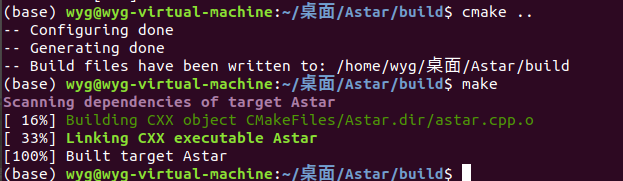 (base) wyg@wyg-virtual-machine:~/桌面/Astar/build$ cmake ..
-- Configuring done
-- Generating done
-- Build files have been written to: /home/wyg/桌面/Astar/build
(base) wyg@wyg-virtual-machine:~/桌面/Astar/build$ make
Scanning dependencies of target Astar
[ 16%] Building CXX object CMakeFiles/Astar.dir/astar.cpp.o
[ 33%] Linking CXX executable Astar
[100%] Built target Astar
(base) wyg@wyg-virtual-machine:~/桌面/Astar/build$